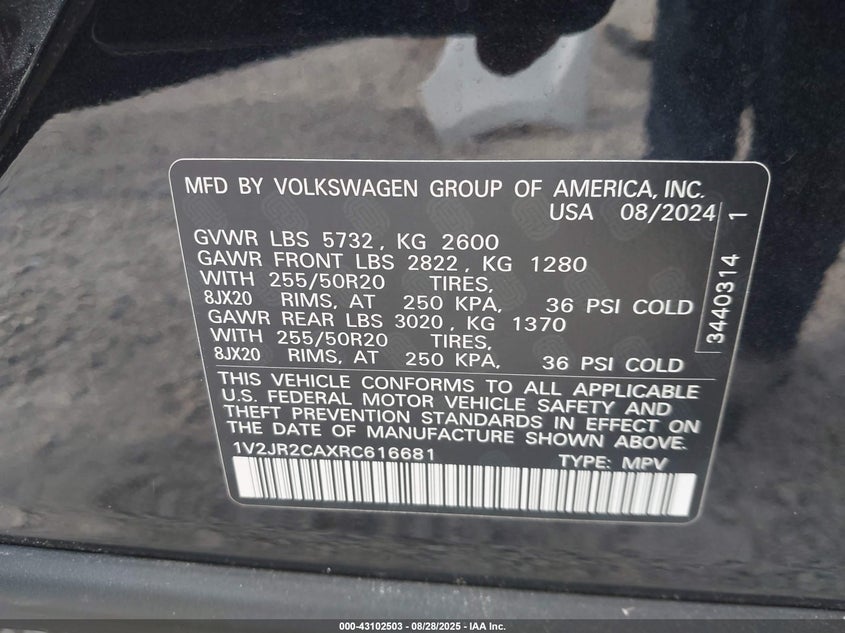 MFD BY VOLKSWAGEN GROUP OF AMERICA, INC.
USA 08/2024
GVWR LBS 5732, KG 2600
GAWR FRONT LBS 2822, KG 1280
WITH 255/50R20 TIRES,
8JX20 RIMS, AT 250 KPA, 36 PSI COLD
GAWR REAR LBS 3020, KG 1370
WITH 255/50R20 TIRES,
8JX20 RIMS, AT 250 KPA, 36 PSI COLD
3440314 1
THIS VEHICLE CONFORMS TO ALL APPLICABLE
U.S. FEDERAL MOTOR VEHICLE SAFETY AND
THEFT PREVENTION STANDARDS IN EFFECT ON
THE DATE OF MANUFACTURE SHOWN ABOVE.
1V2JR2CAXRC616681 TYPE: MPV
000-43102503 / 08/28/2025 - IAA Inc.